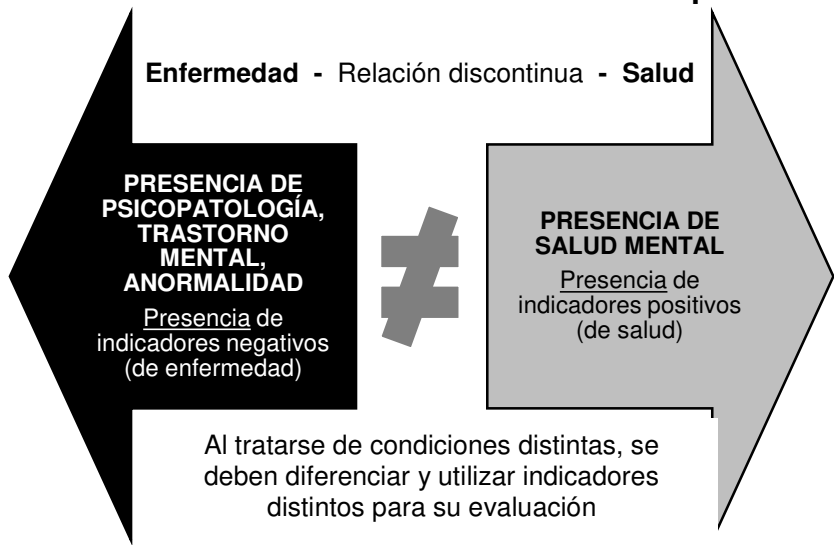 Enfermedad - Relación discontinua - Salud
PRESENCIA DE
PSICOPATOLOGÍA,
TRASTORNO
MENTAL,
ANORMALIDAD
Presencia de
indicadores negativos
(de enfermedad)
≠
PRESENCIA DE
SALUD MENTAL
Presencia de
indicadores positivos
(de salud)
Al tratarse de condiciones distintas, se
deben diferenciar y utilizar indicadores
distintos para su evaluación